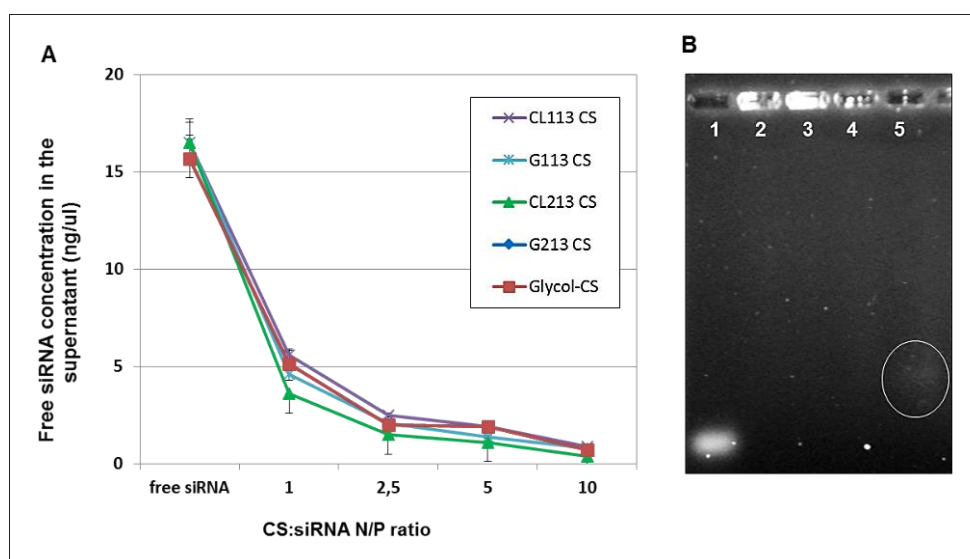 A
Free siRNA concentration in the
supernatant (ng/ul)
20
15
10
5
0
free siRNA 1 2,5 5 10
CS:siRNA N/P ratio
CL113 CS
G113 CS
CL213 CS
G213 CS
Glycol-CS
B
1 2 3 4 5